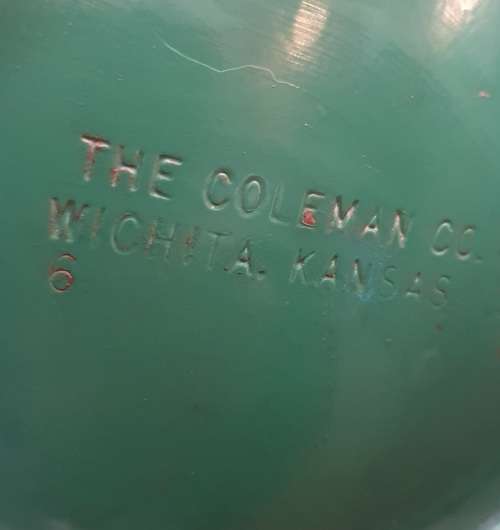 THE COLEMAN CO.
WICHITA, KANSAS
6